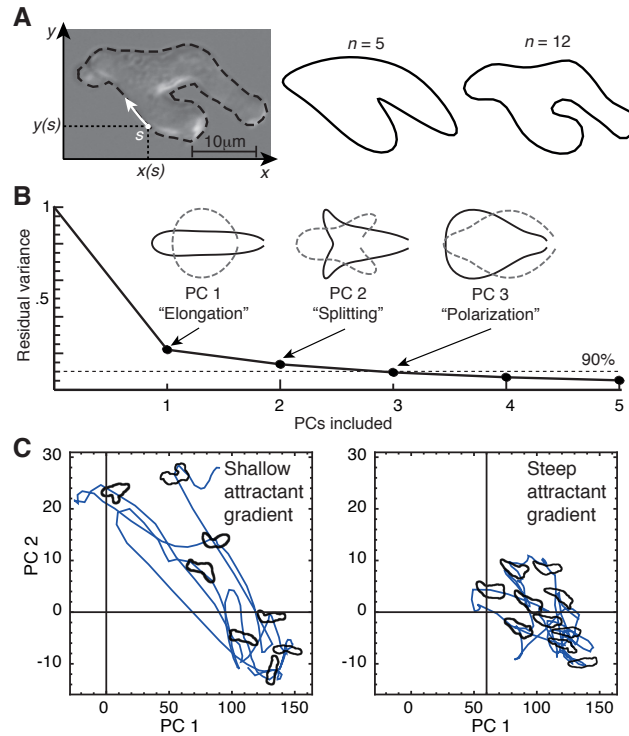 A
y
n = 5
n = 12
y(s)
s
10μm
x(s)
x
B
1
Residual variance
.5
PC 1
"Elongation"
PC 2
"Splitting"
PC 3
"Polarization"
90%
1
2
3
4
5
PCs included
C
30
20
10
0
-10
PC 2
Shallow
attractant
gradient
0
50
100
150
PC 1
30
20
10
0
-10
Steep
attractant
gradient
0
50
100
150
PC 1